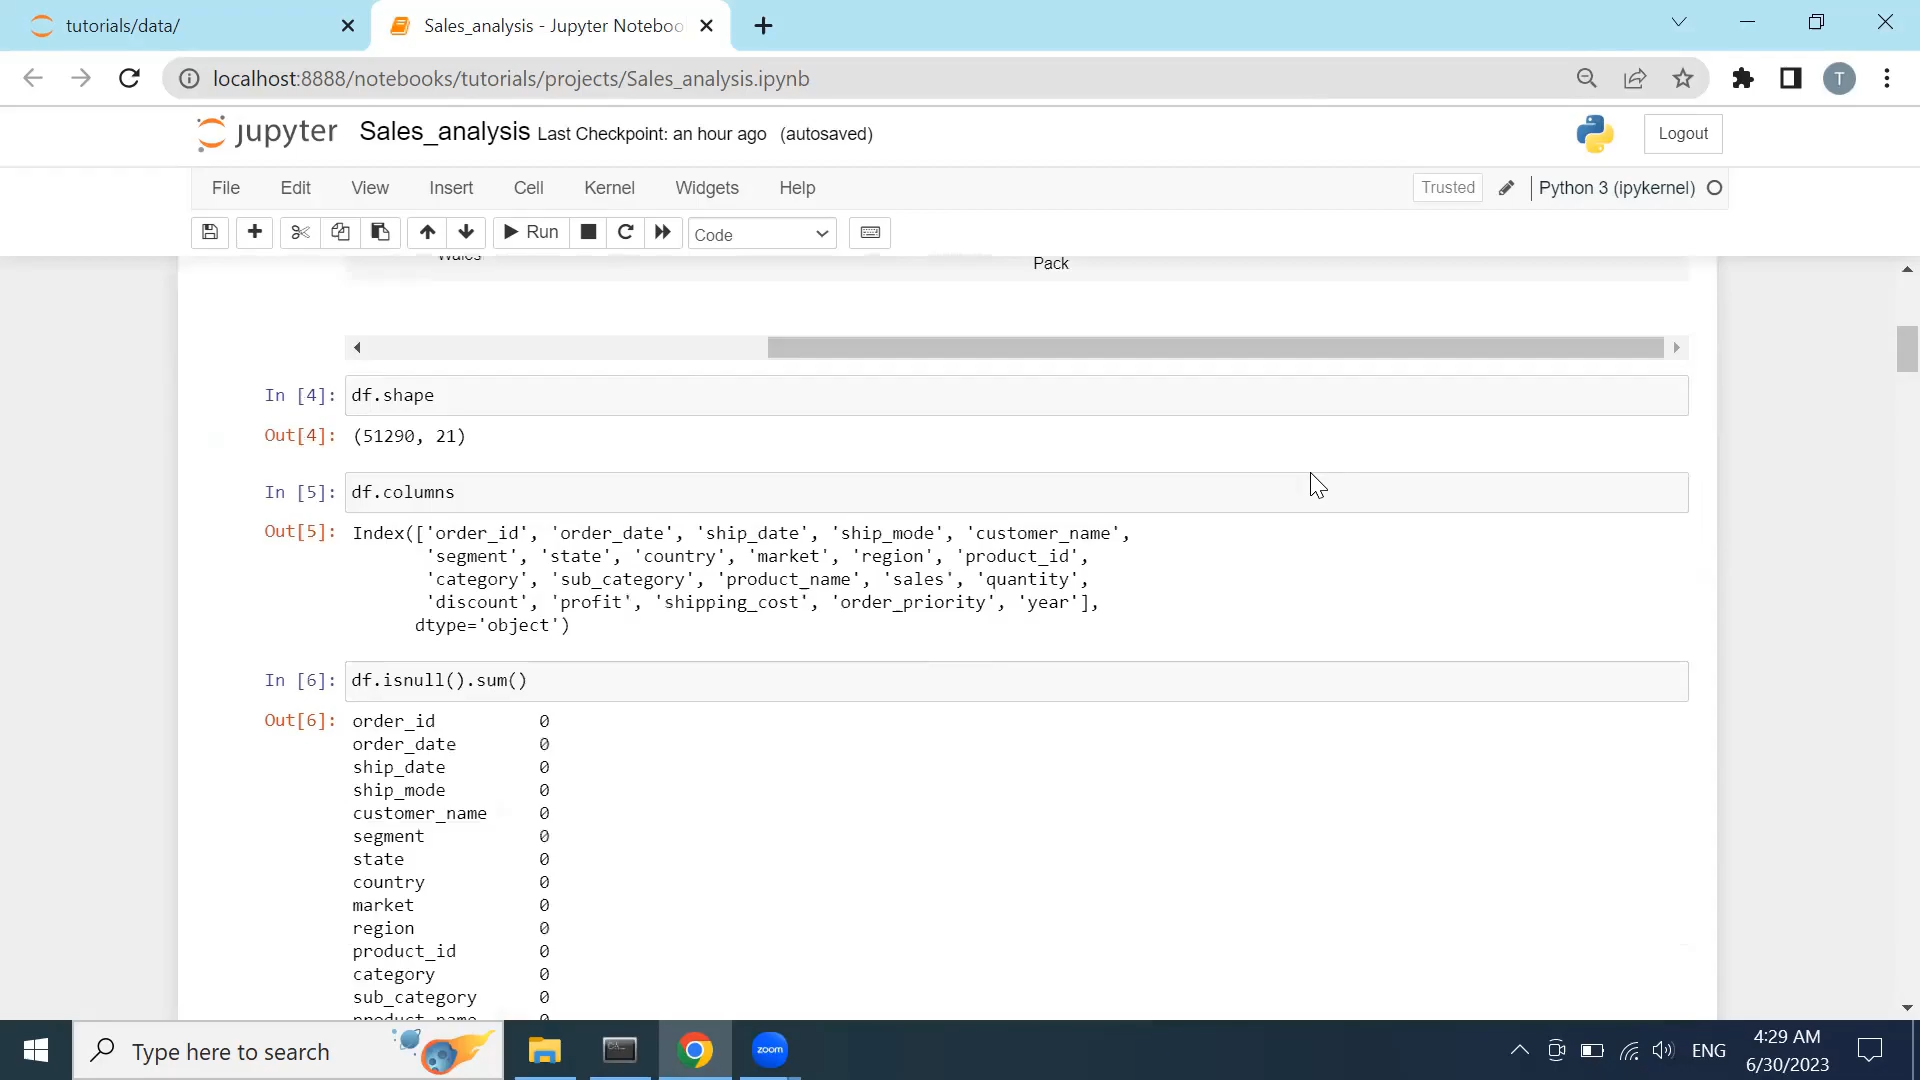 tutorials/data/
Sales_analysis - Jupyter Noteboo
localhost:8888/notebooks/tutorials/projects/Sales_analysis.ipynb
T
jupyter Sales_analysis Last Checkpoint: an hour ago (autosaved)
Logout
File Edit View Insert Cell Kernel Widgets Help
Trusted
Python 3 (ipykernel)
Run
Code
Wales
Pack
In [4]: df.shape
Out[4]: (51290, 21)
In [5]: df.columns
Out[5]: Index(['order_id', 'order_date', 'ship_date', 'ship_mode', 'customer_name',
'segment', 'state', 'country', 'market', 'region', 'product_id',
'category', 'sub_category', 'product_name', 'sales', 'quantity',
'discount', 'profit', 'shipping_cost', 'order_priority', 'year'],
dtype='object')
In [6]: df.isnull().sum()
Out[6]: order_id 0
order_date 0
ship_date 0
ship_mode 0
customer_name 0
segment 0
state 0
country 0
market 0
region 0
product_id 0
category 0
sub_category 0
product_name 0
Type here to search
zoom
ENG
4:29 AM
6/30/2023